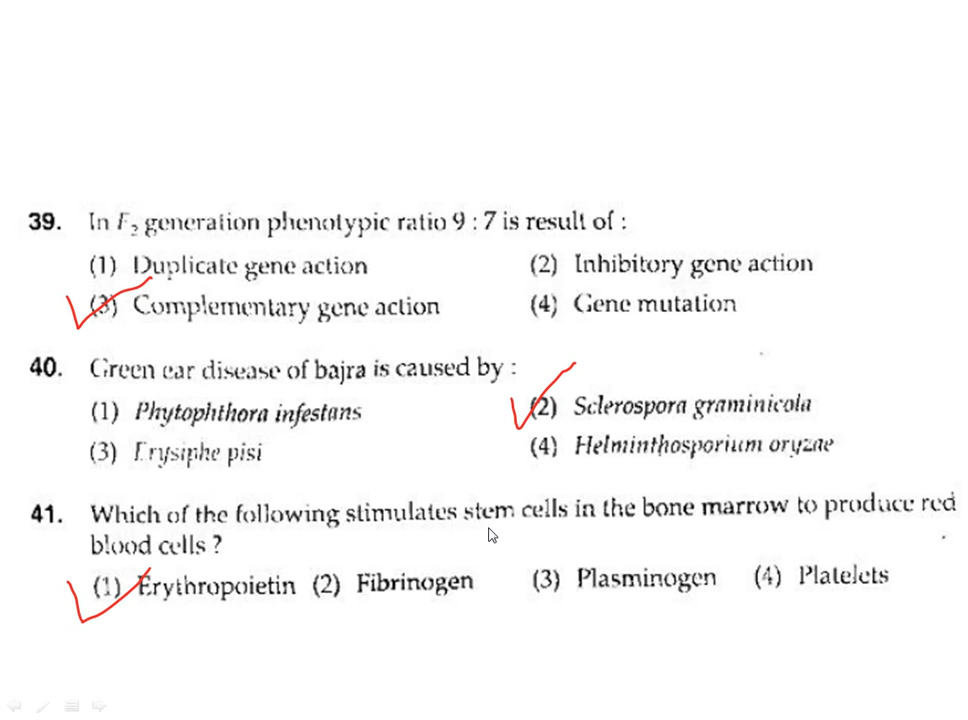 39. In F₂ generation phenotypic ratio 9 : 7 is result of :
(1) Duplicate gene action (2) Inhibitory gene action
(3) Complementary gene action (4) Gene mutation
40. Green ear disease of bajra is caused by :
(1) Phytophthora infestans (2) Sclerospora graminicola
(3) Erysiphe pisi (4) Helminthosporium oryzae
41. Which of the following stimulates stem cells in the bone marrow to produce red
blood cells ?
(1) Erythropoietin (2) Fibrinogen (3) Plasminogen (4) Platelets